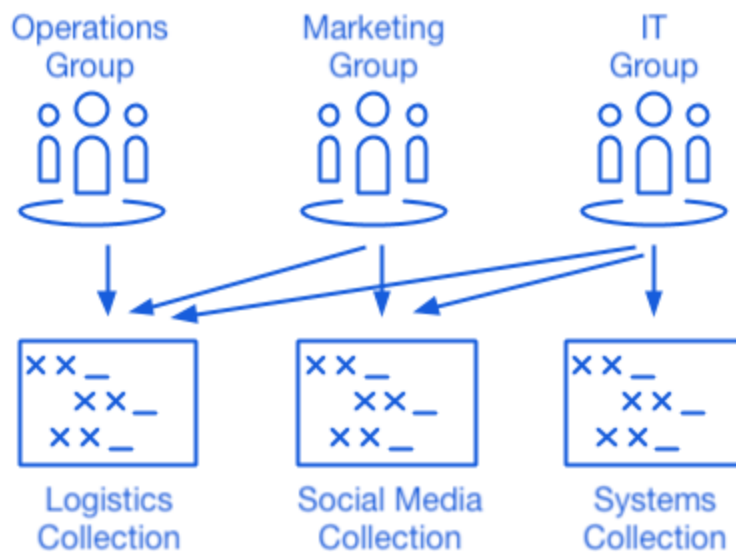 Operations
Group
Marketing
Group
IT
Group
××_
××_
××_
××_
××_
××_
××_
××_
××_
Logistics
Collection
Social Media
Collection
Systems
Collection